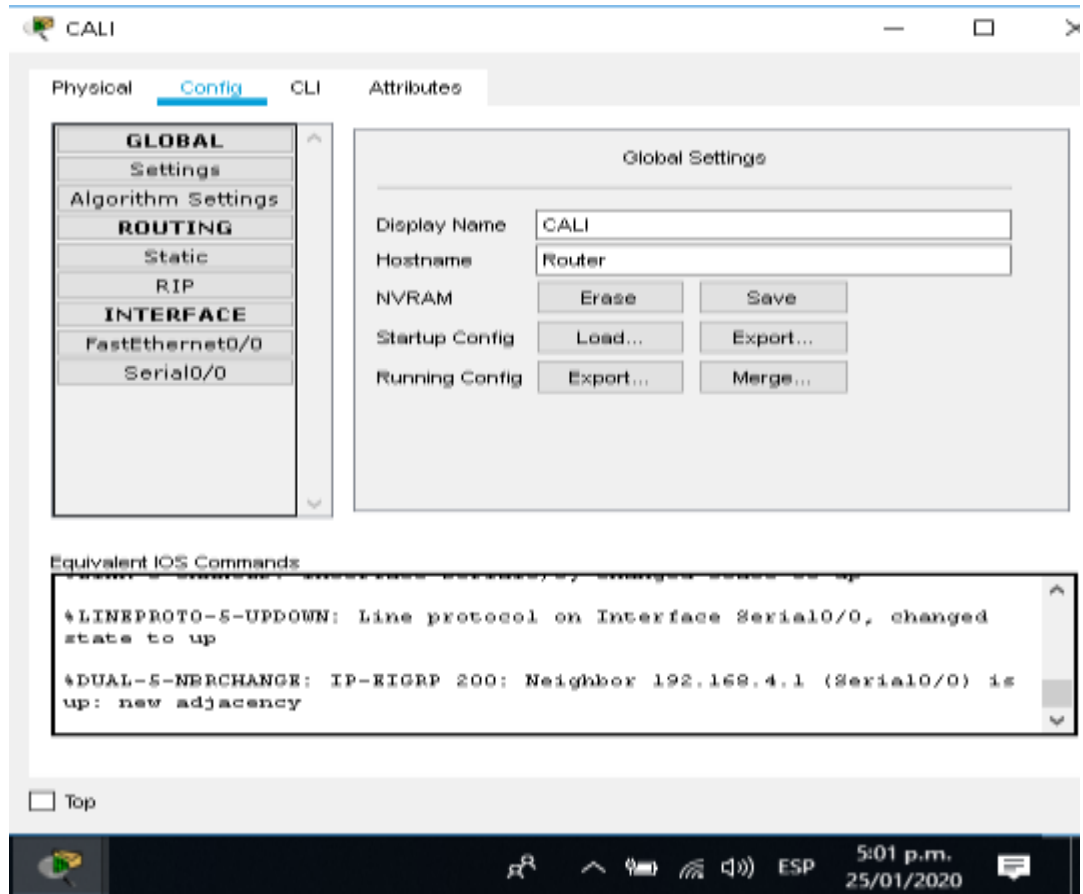 CALI
Physical Config CLI Attributes
GLOBAL
Settings
Algorithm Settings
ROUTING
Static
RIP
INTERFACE
FastEthernet0/0
Serial0/0
Global Settings
Display Name CALI
Hostname Router
NVRAM Erase Save
Startup Config Load... Export...
Running Config Export... Merge...
Equivalent IOS Commands
%LINEPROTO-5-UPDOWN: Line protocol on Interface Serial0/0, changed
state to up
%DUAL-5-NBRCHANGE: IP-EIGRP 200: Neighbor 192.168.4.1 (Serial0/0) is
up: new adjacency
Top
ESP
5:01 p.m.
25/01/2020